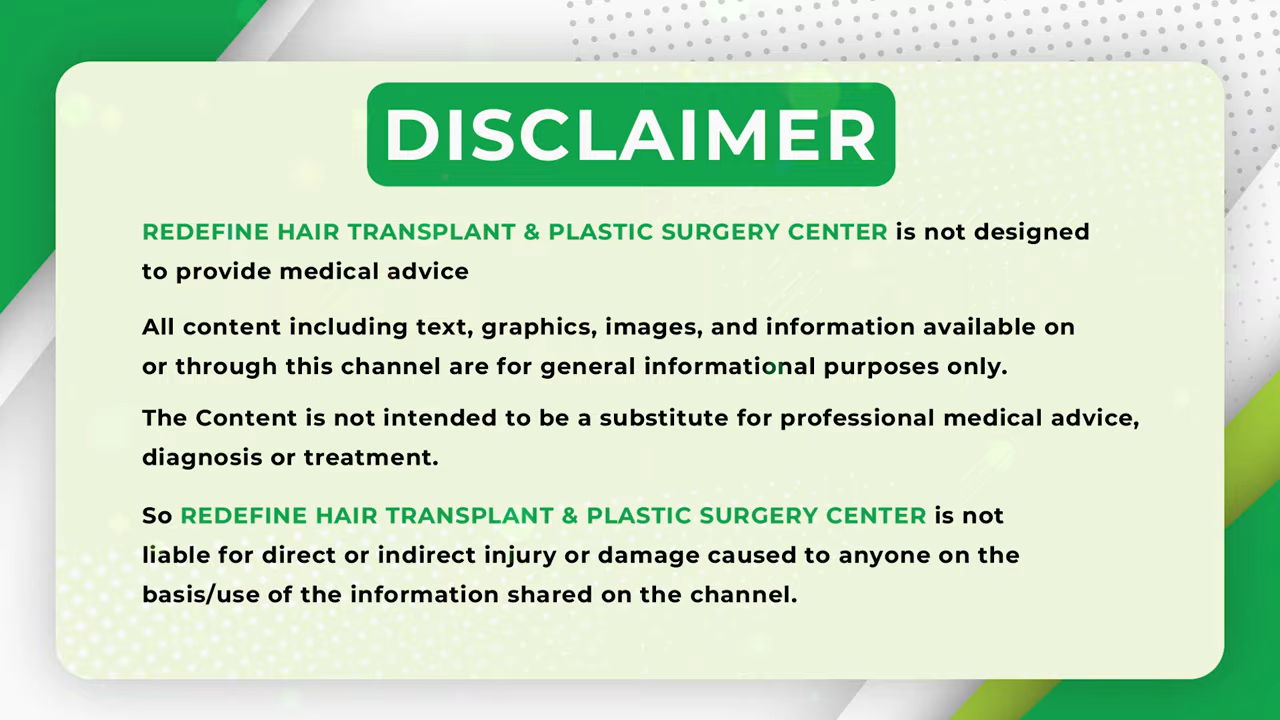 DISCLAIMER
REDEFINE HAIR TRANSPLANT & PLASTIC SURGERY CENTER is not designed
to provide medical advice
All content including text, graphics, images, and information available on
or through this channel are for general informational purposes only.
The Content is not intended to be a substitute for professional medical advice,
diagnosis or treatment.
So REDEFINE HAIR TRANSPLANT & PLASTIC SURGERY CENTER is not
liable for direct or indirect injury or damage caused to anyone on the
basis/use of the information shared on the channel.